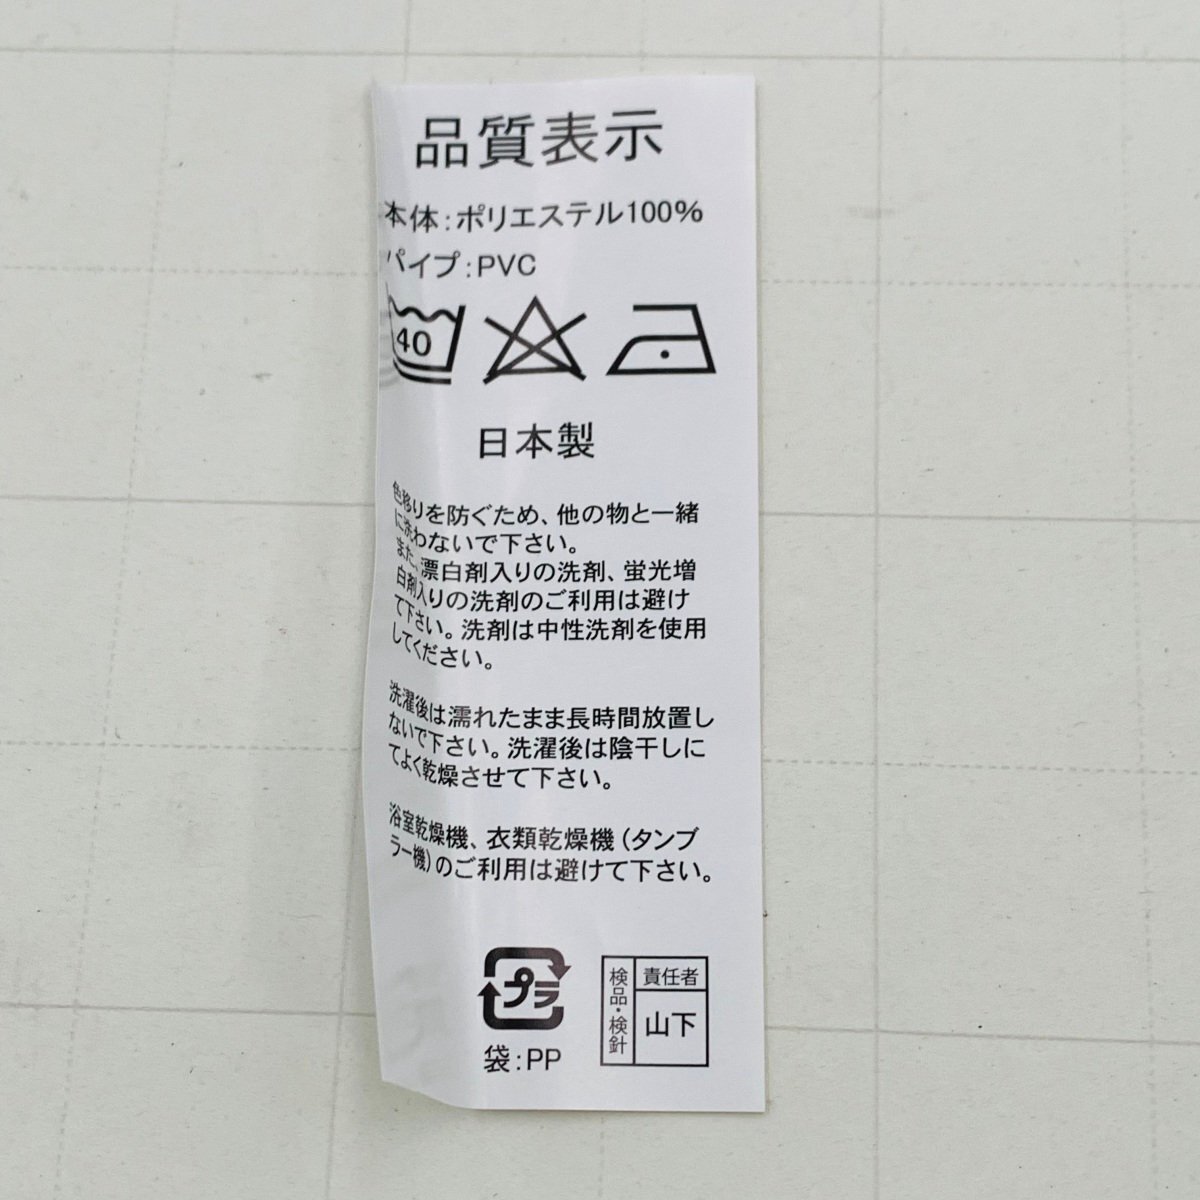 品質表示
本体:ポリエステル100%
パイプ:PVC
40
日本製
色移りを防ぐため、他の物と一緒
に洗わないで下さい。
また、漂白剤入りの洗剤、蛍光増
白剤入りの洗剤のご利用は避け
て下さい。洗剤は中性洗剤を使用
してください。
洗濯後は濡れたまま長時間放置し
ないで下さい。洗濯後は陰干しに
てよく乾燥させて下さい。
浴室乾燥機、衣類乾燥機(タンブ
ラー機)のご利用は避けて下さい。
プラ
袋:PP
検品・検針
責任者
山下